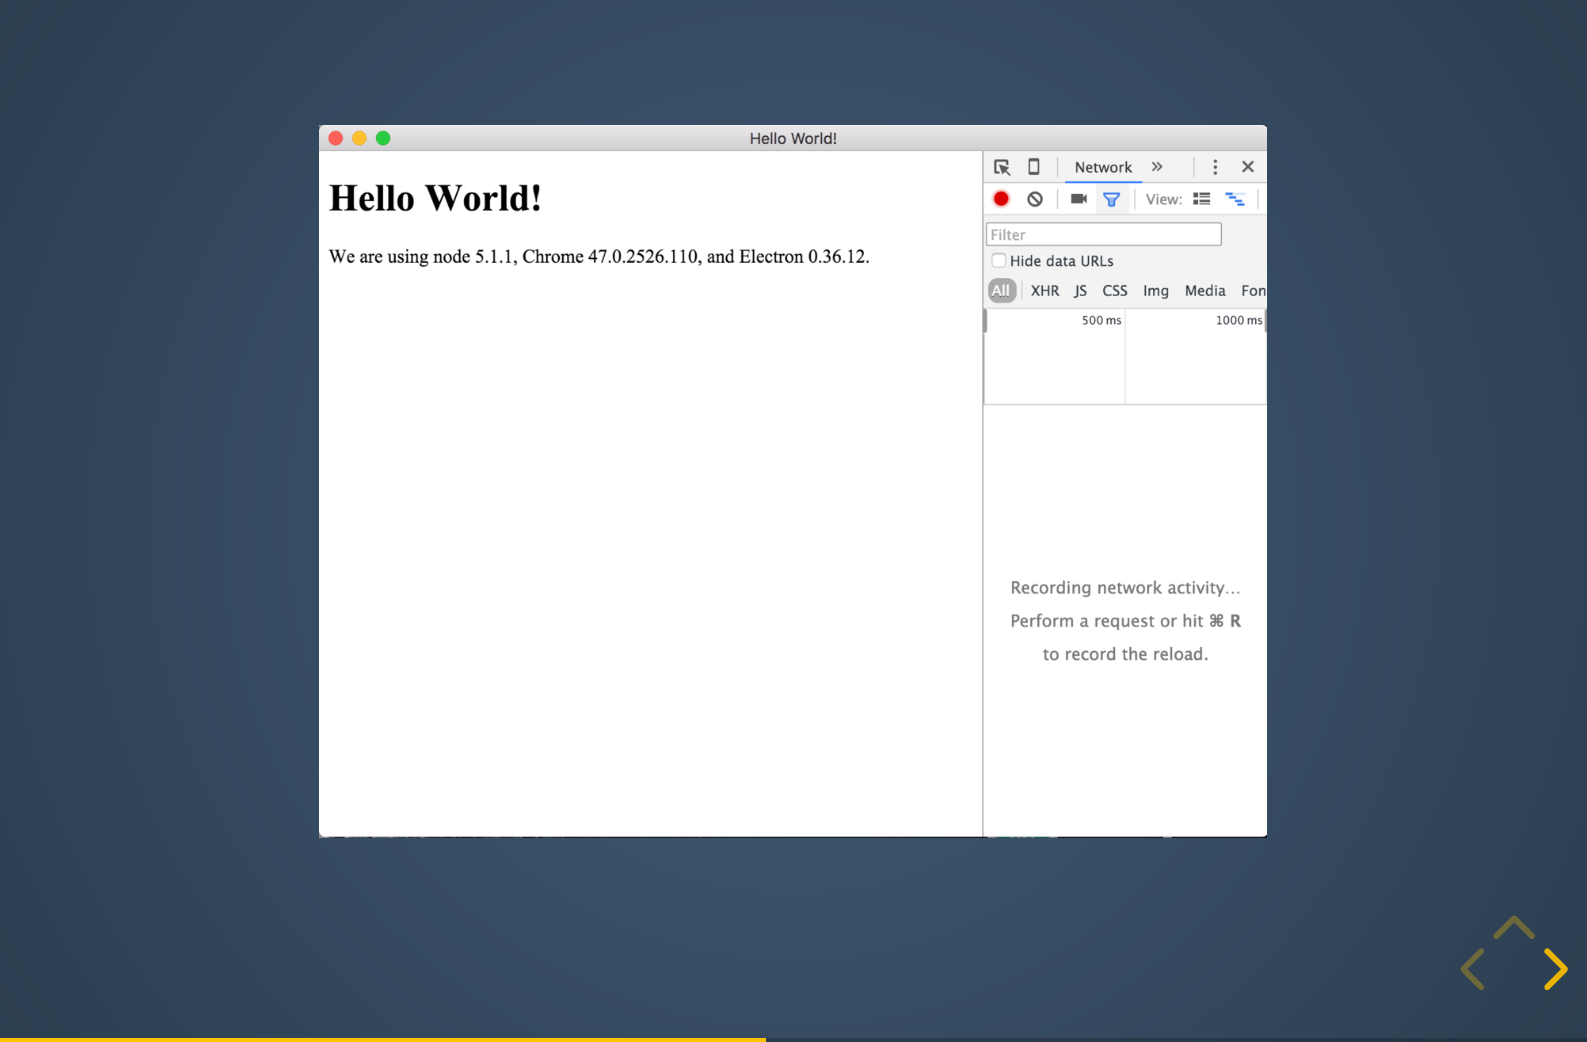 Hello World!
Hello World!
We are using node 5.1.1, Chrome 47.0.2526.110, and Electron 0.36.12.
Network »
View:
Filter
Hide data URLs
All XHR JS CSS Img Media Fon
500 ms 1000 ms
Recording network activity...
Perform a request or hit ⌘ R
to record the reload.